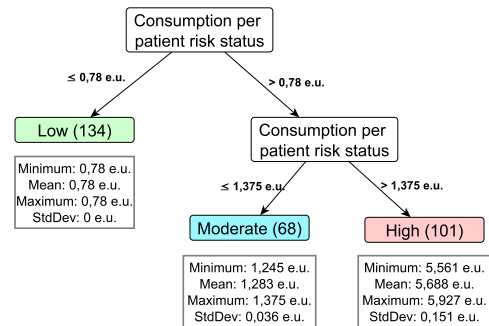 Consumption per
patient risk status
≤ 0,78 e.u.
> 0,78 e.u.
Low (134)
Consumption per
patient risk status
Minimum: 0,78 e.u.
Mean: 0,78 e.u.
Maximum: 0,78 e.u.
StdDev: 0 e.u.
≤ 1,375 e.u.
> 1,375 e.u.
Moderate (68)
High (101)
Minimum: 1,245 e.u.
Mean: 1,283 e.u.
Maximum: 1,375 e.u.
StdDev: 0,036 e.u.
Minimum: 5,561 e.u.
Mean: 5,688 e.u.
Maximum: 5,927 e.u.
StdDev: 0,151 e.u.